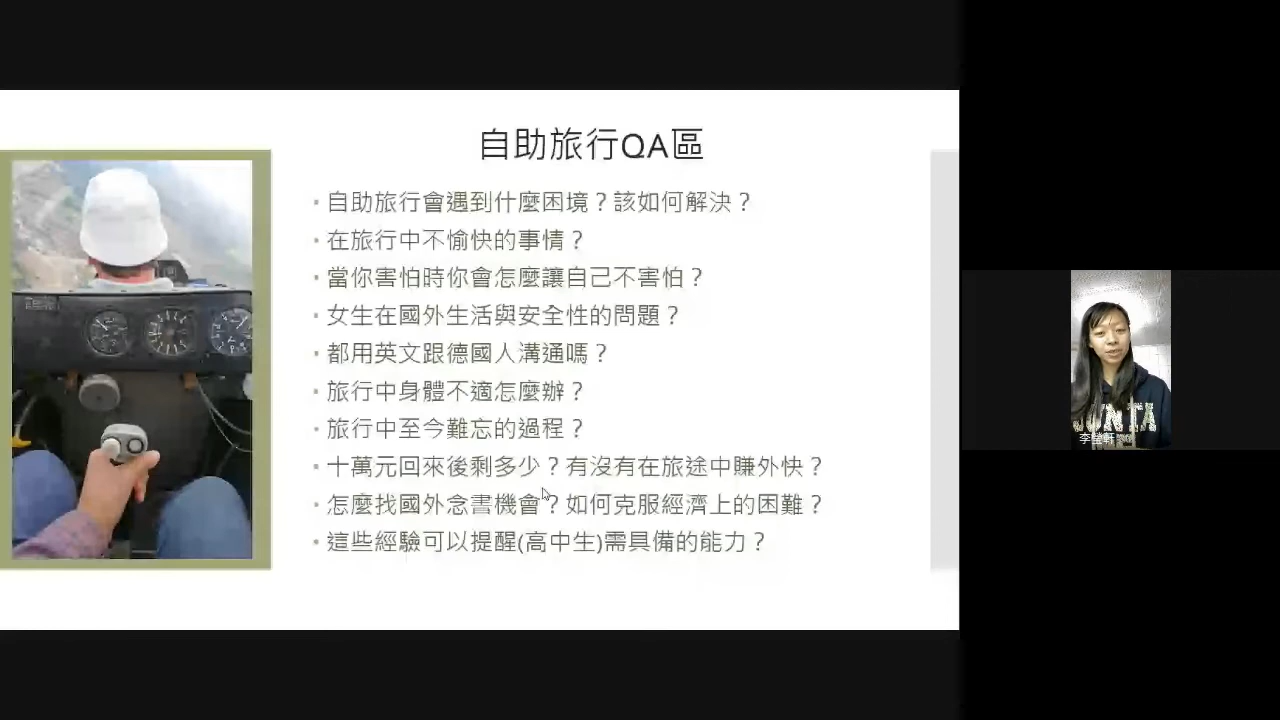 自助旅行QA區
• 自助旅行會遇到什麼困境？該如何解決？
• 在旅行中不愉快的事情？
• 當你害怕時你會怎麼讓自己不害怕？
• 女生在國外生活與安全性的問題？
• 都用英文跟德國人溝通嗎？
• 旅行中身體不適怎麼辦？
• 旅行中至今難忘的過程？
• 十萬元回來後剩多少？有沒有在旅途中賺外快？
• 怎麼找國外念書機會？如何克服經濟上的困難？
• 這些經驗可以提醒(高中生)需具備的能力？